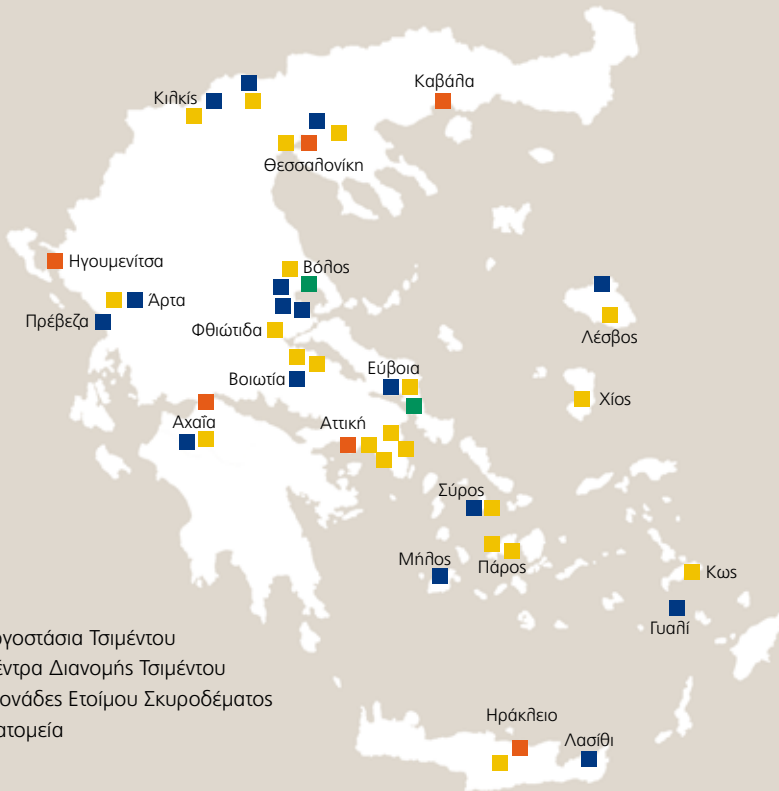 Καβάλα
Κιλκίς
Θεσσαλονίκη
Ηγουμενίτσα
Βόλος
Άρτα
Πρέβεζα
Φθιώτιδα
Λέσβος
Εύβοια
Βοιωτία
Χίος
Αχαΐα
Αττική
Σύρος
Μήλος
Πάρος
Κως
Γυαλί
ργοστάσια Τσιμέντου
έντρα Διανομής Τσιμέντου
ονάδες Ετοίμου Σκυροδέματος
ατομεία
Ηράκλειο
Λασίθι